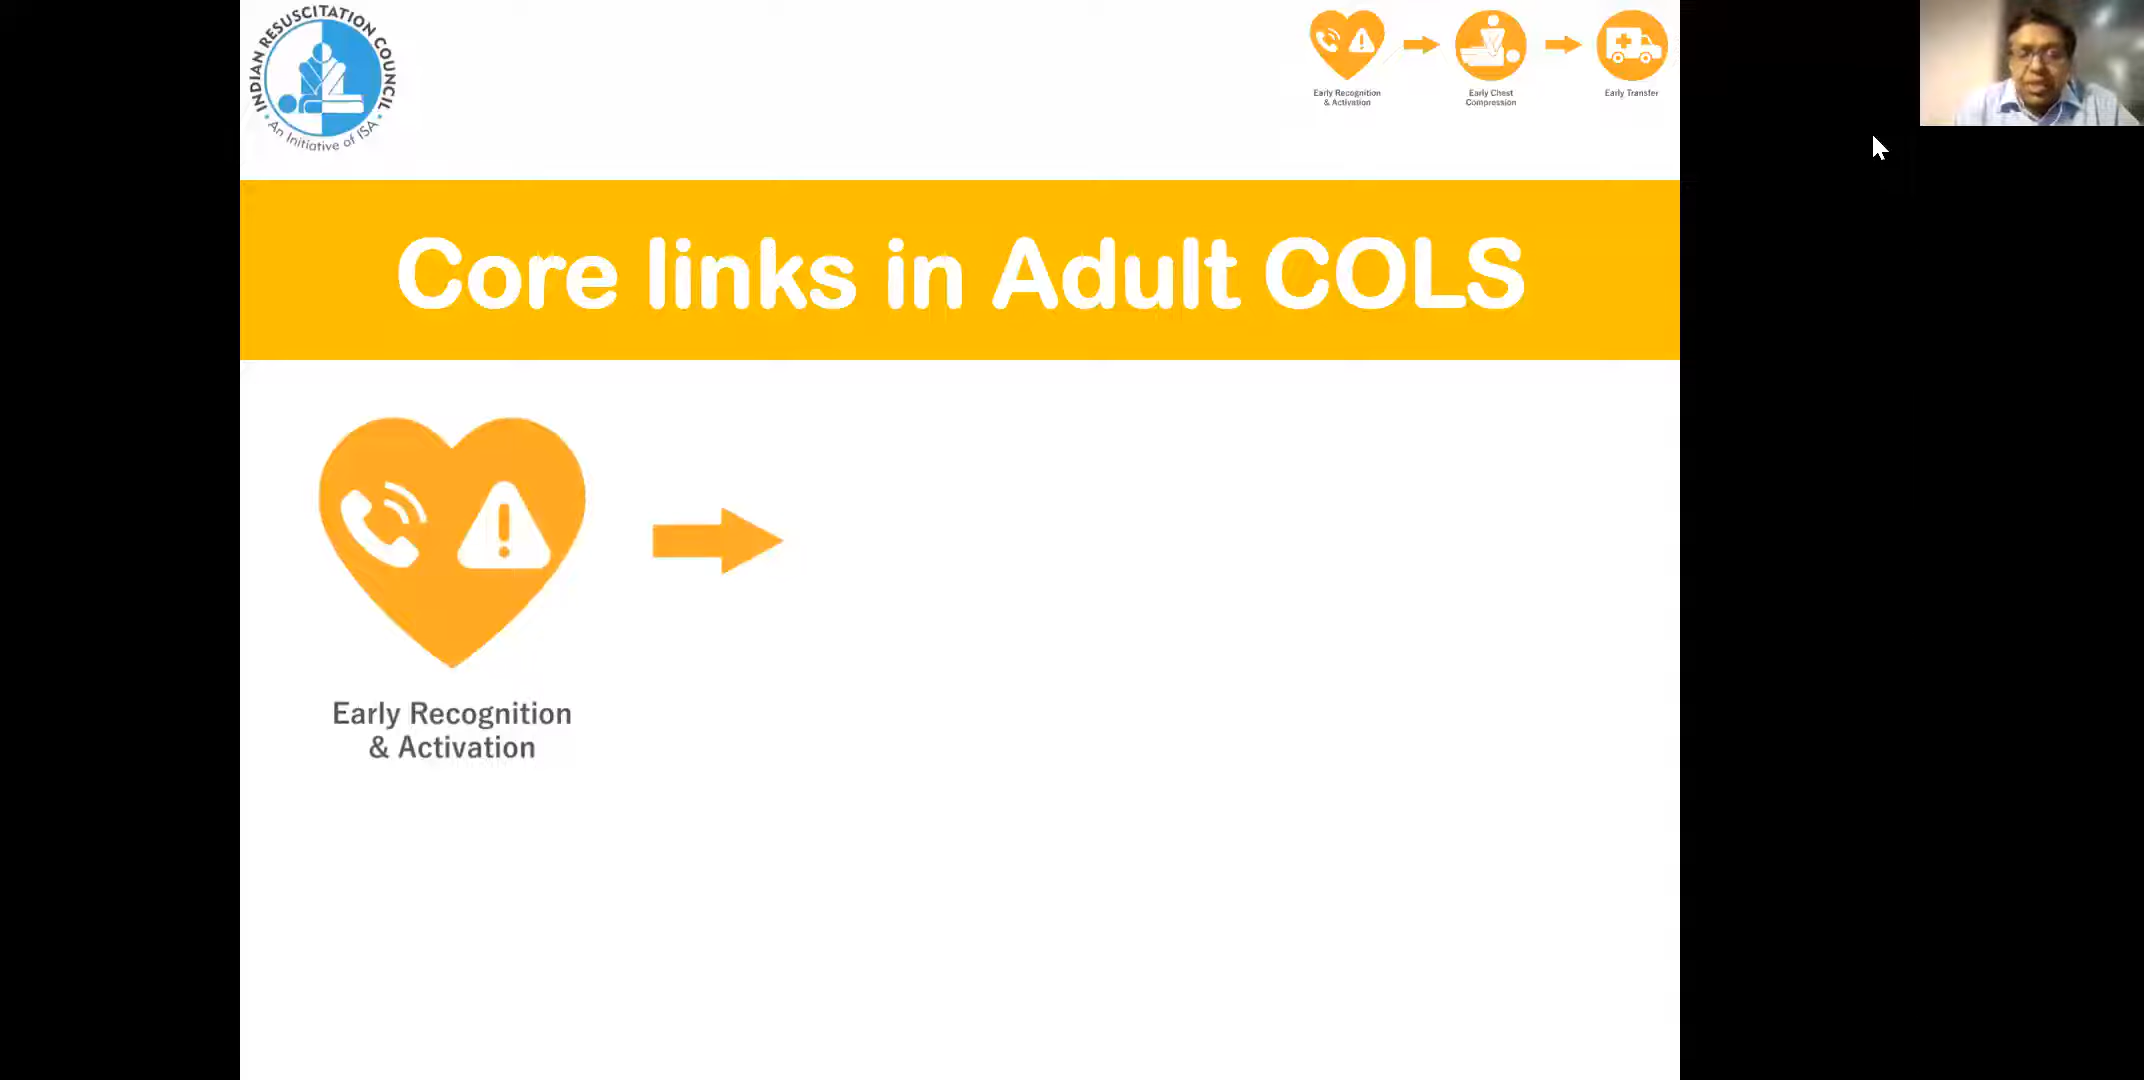 INDIAN RESUSCITATION COUNCIL
An Initiative of ISA
Early Recognition
& Activation
Early Chest
Compression
Early Transfer
Core links in Adult COLS
Early Recognition
& Activation